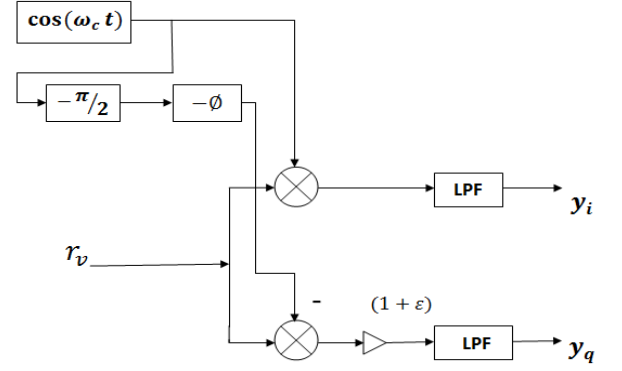 cos(ω_c t)
−π/2
−∅
LPF
y_i
r_v
-
(1 + ε)
LPF
y_q